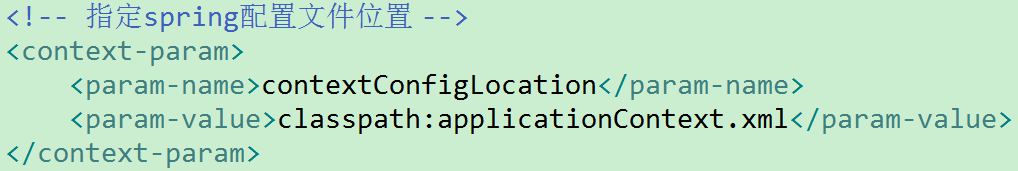 <!-- 指定spring配置文件位置 -->
<context-param>
    <param-name>contextConfigLocation</param-name>
    <param-value>classpath:applicationContext.xml</param-value>
</context-param>